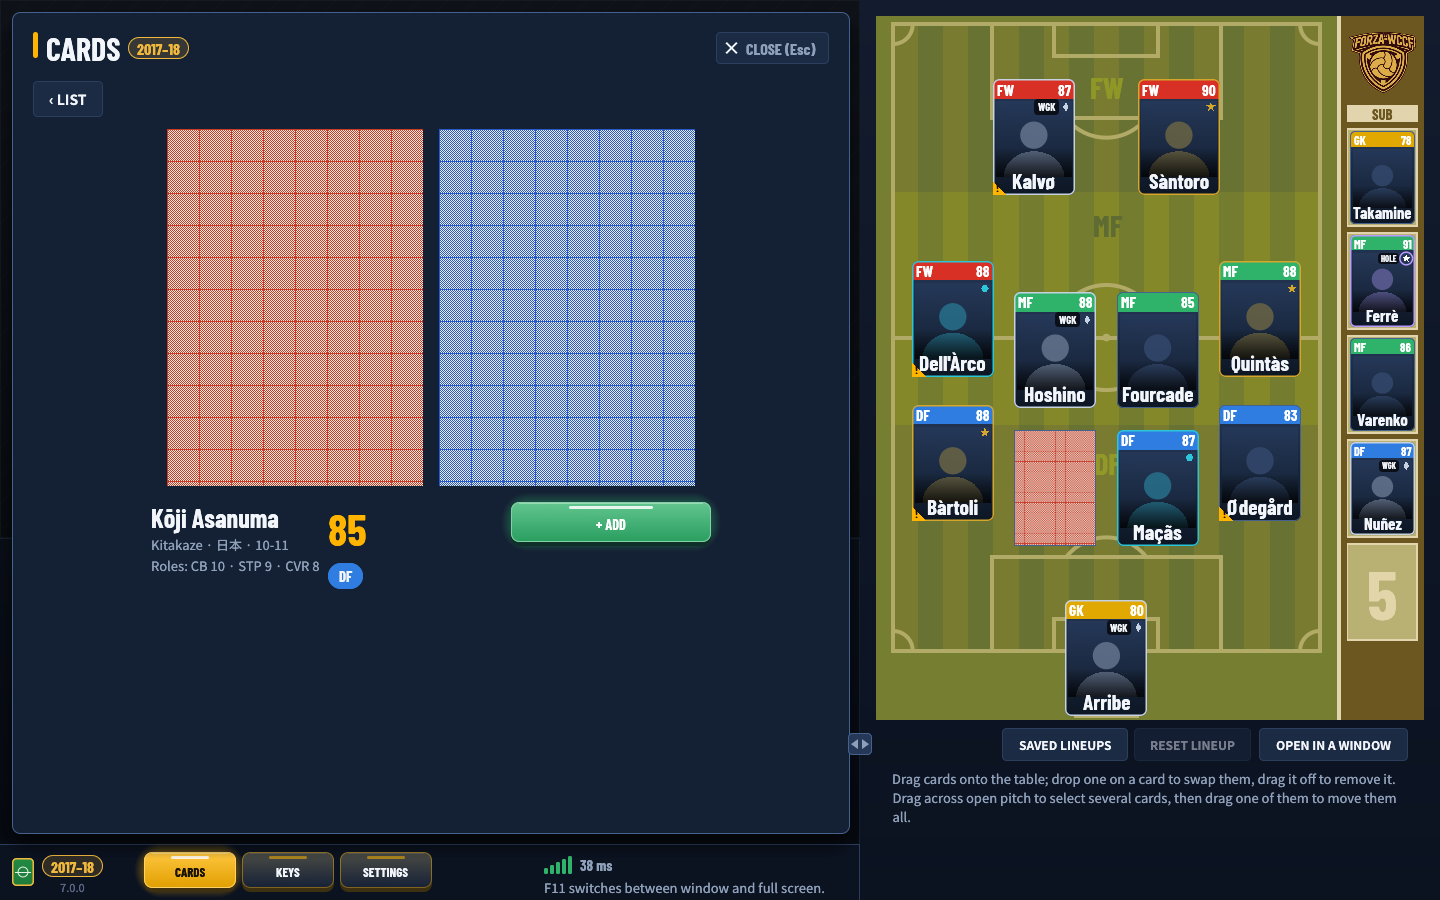 CARDS 2017-18
CLOSE (Esc)
‹ LIST
Kōji Asanuma
85
Kitakaze · 日本 · 10-11
Roles: CB 10 · STP 9 · CVR 8
DF
+ ADD
2017-18
7.0.0
CARDS
KEYS
SETTINGS
38 ms
F11 switches between window and full screen.
FW
MF
DF
FW 87
WGK
Kalvø
FW 90
Sàntoro
FW 88
Dell'Àrco
MF 88
WGK
Hoshino
MF 85
Fourcade
MF 88
Quintàs
DF 88
Bàrtoli
DF 87
Maçãs
DF 83
Ødegård
GK 80
WGK
Arribe
FORZA-WCCF
SUB
GK 78
Takamine
MF 91
HOLE
Ferrè
MF 86
Varenko
DF 87
WGK
Nuñez
5
SAVED LINEUPS
RESET LINEUP
OPEN IN A WINDOW
Drag cards onto the table; drop one on a card to swap them, drag it off to remove it.
Drag across open pitch to select several cards, then drag one of them to move them
all.